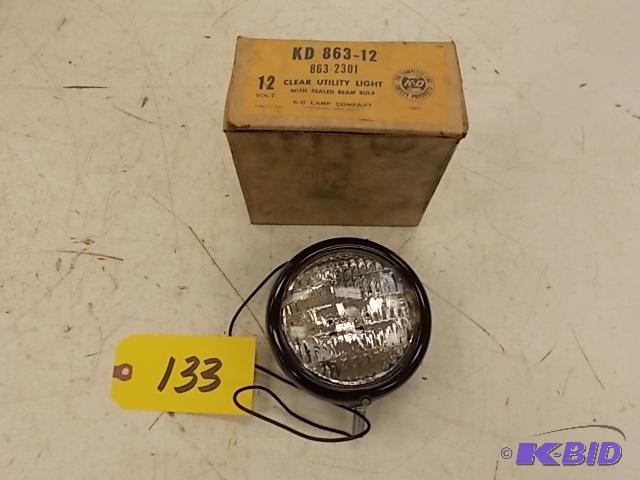 KD 863-12
863-2301
12
VOLT
CLEAR UTILITY LIGHT
WITH SEALED BEAM BULB
K-D LAMP COMPANY
K-D
133
© K-BID